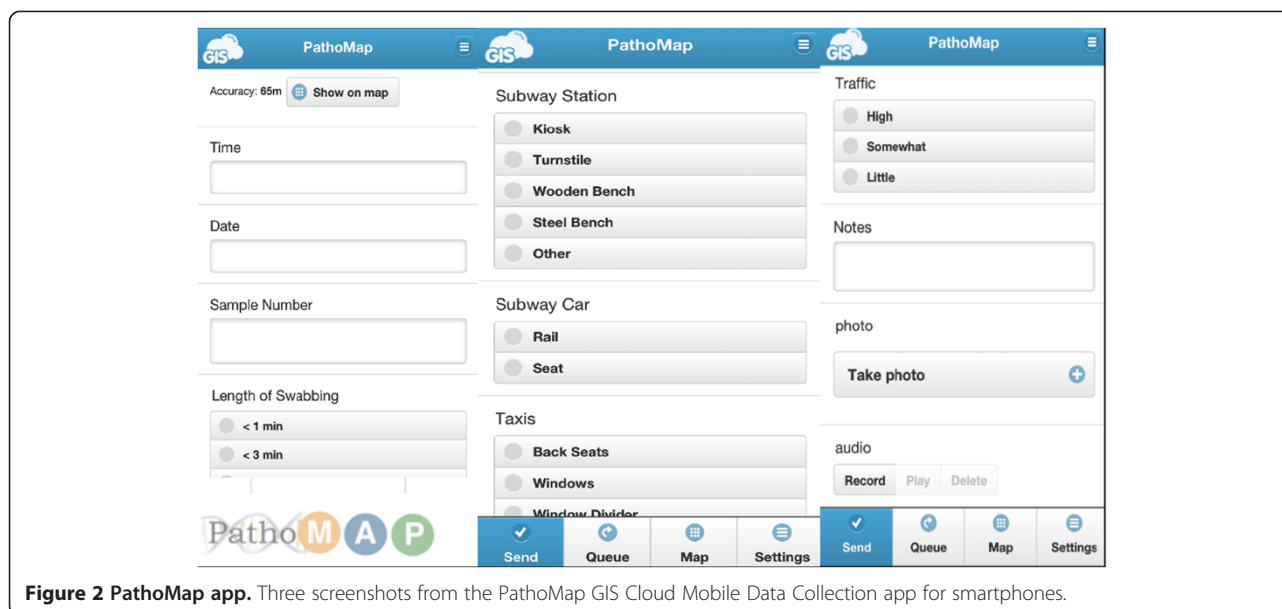 GIS
PathoMap
Accuracy: 65m
Show on map
Time
Date
Sample Number
Length of Swabbing
< 1 min
< 3 min
PathoMAP
GIS
PathoMap
Subway Station
Kiosk
Turnstile
Wooden Bench
Steel Bench
Other
Subway Car
Rail
Seat
Taxis
Back Seats
Windows
Window Divider
Send Queue Map Settings
GIS
PathoMap
Traffic
High
Somewhat
Little
Notes
photo
Take photo
audio
Record Play Delete
Send Queue Map Settings
Figure 2 PathoMap app. Three screenshots from the PathoMap GIS Cloud Mobile Data Collection app for smartphones.